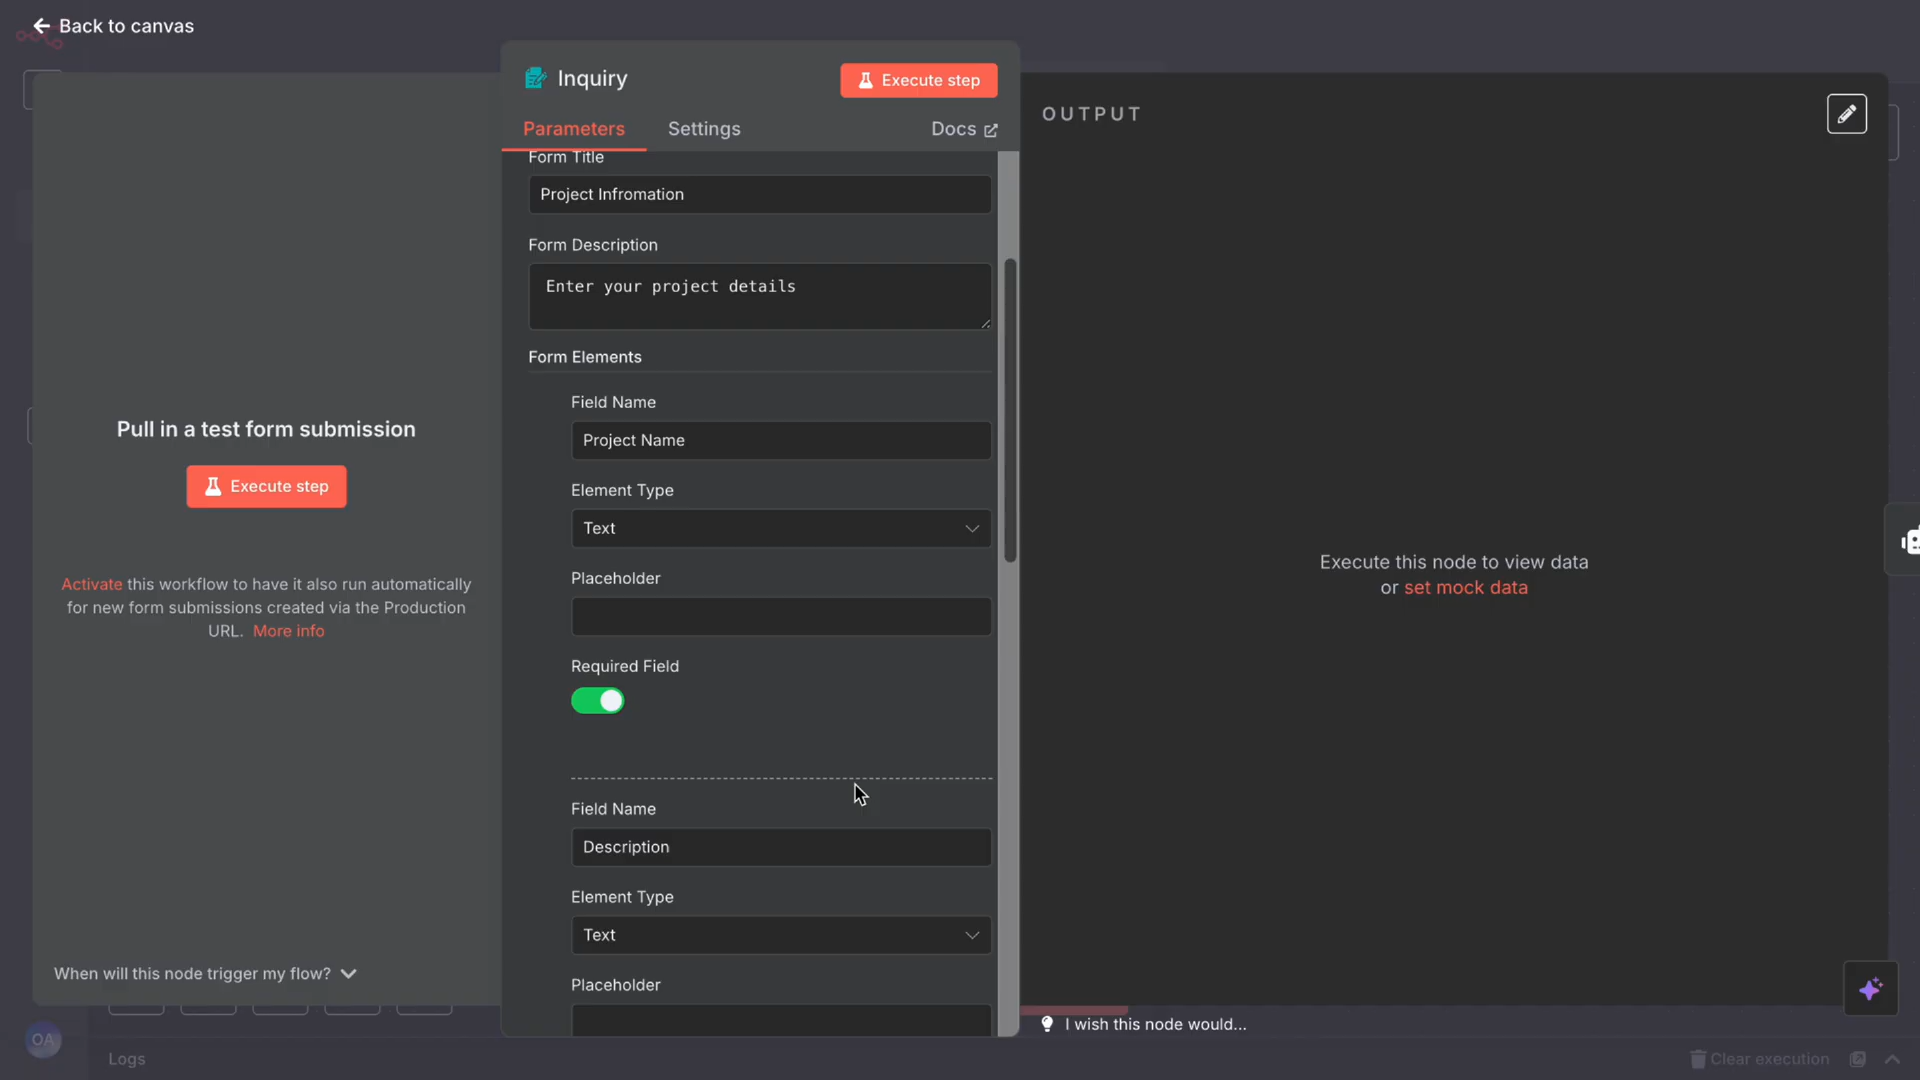 Back to canvas
Inquiry
Execute step
Parameters
Settings
Docs
Form Title
Project Infromation
Form Description
Enter your project details
Form Elements
Field Name
Project Name
Element Type
Text
Placeholder
Required Field
Field Name
Description
Element Type
Text
Placeholder
Pull in a test form submission
Execute step
Activate this workflow to have it also run automatically
for new form submissions created via the Production
URL. More info
When will this node trigger my flow?
OUTPUT
Execute this node to view data
or set mock data
I wish this node would...
OA
Logs
Clear execution